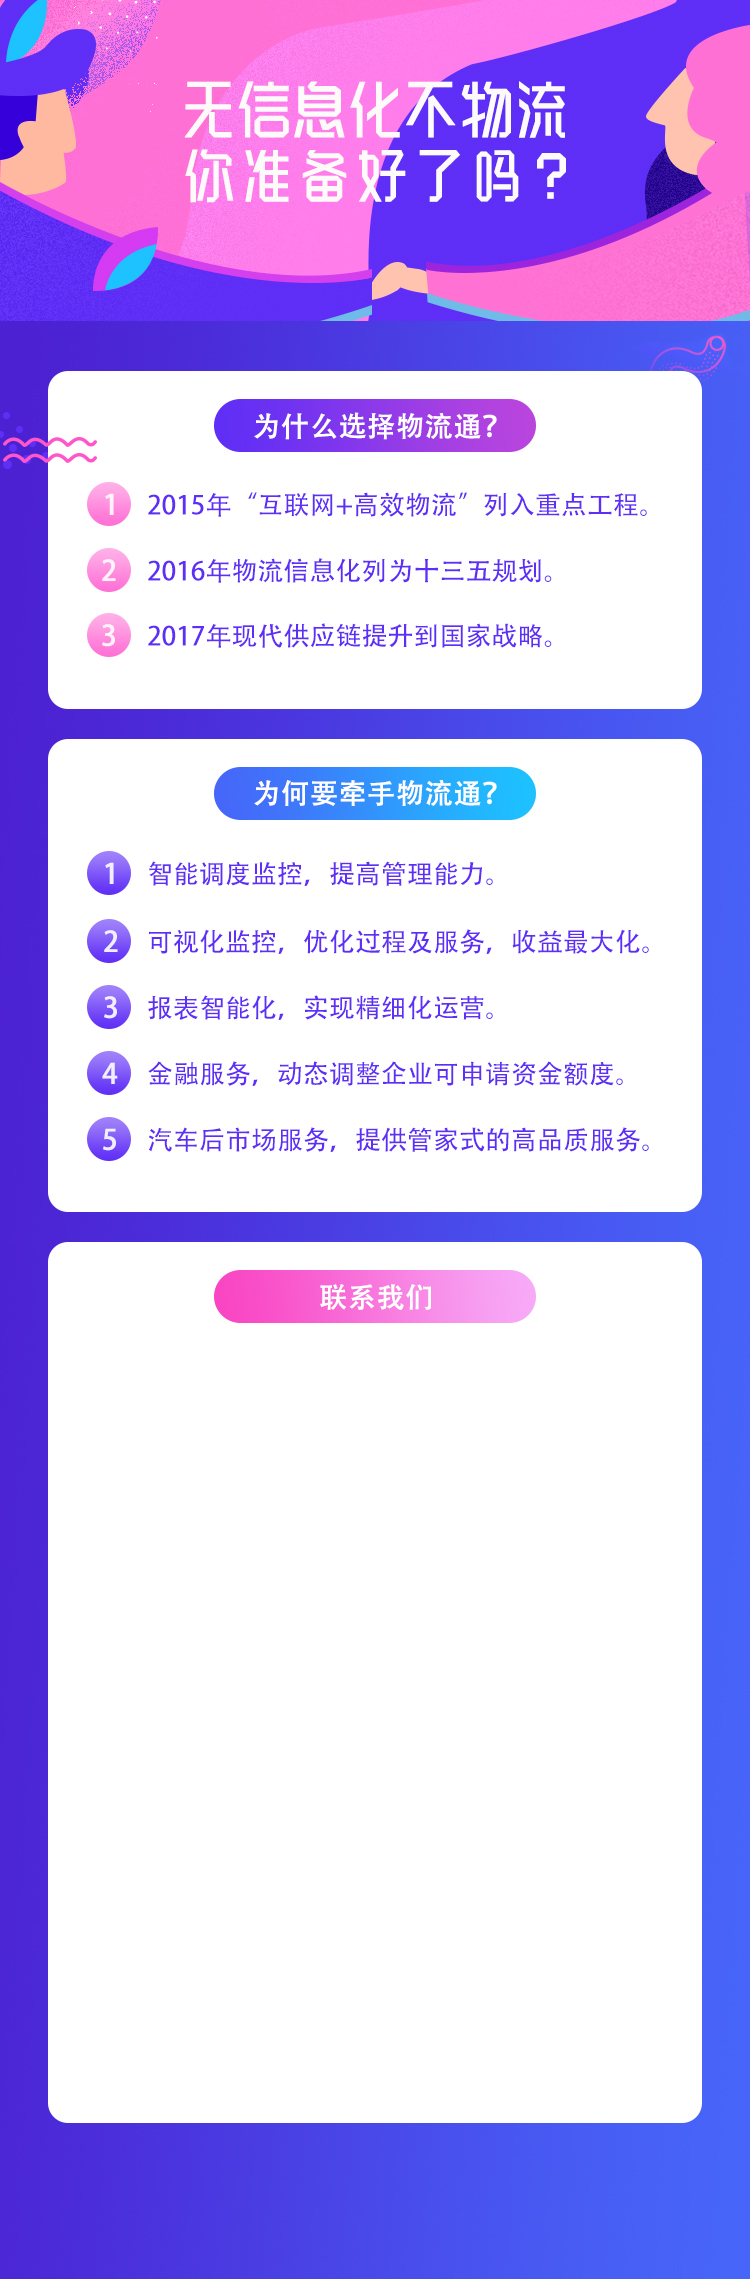 无信息化不物流
你准备好了吗？
为什么选择物流通？
1 2015年“互联网+高效物流”列入重点工程。
2 2016年物流信息化列为十三五规划。
3 2017年现代供应链提升到国家战略。
为何要牵手物流通？
1 智能调度监控，提高管理能力。
2 可视化监控，优化过程及服务，收益最大化。
3 报表智能化，实现精细化运营。
4 金融服务，动态调整企业可申请资金额度。
5 汽车后市场服务，提供管家式的高品质服务。
联系我们